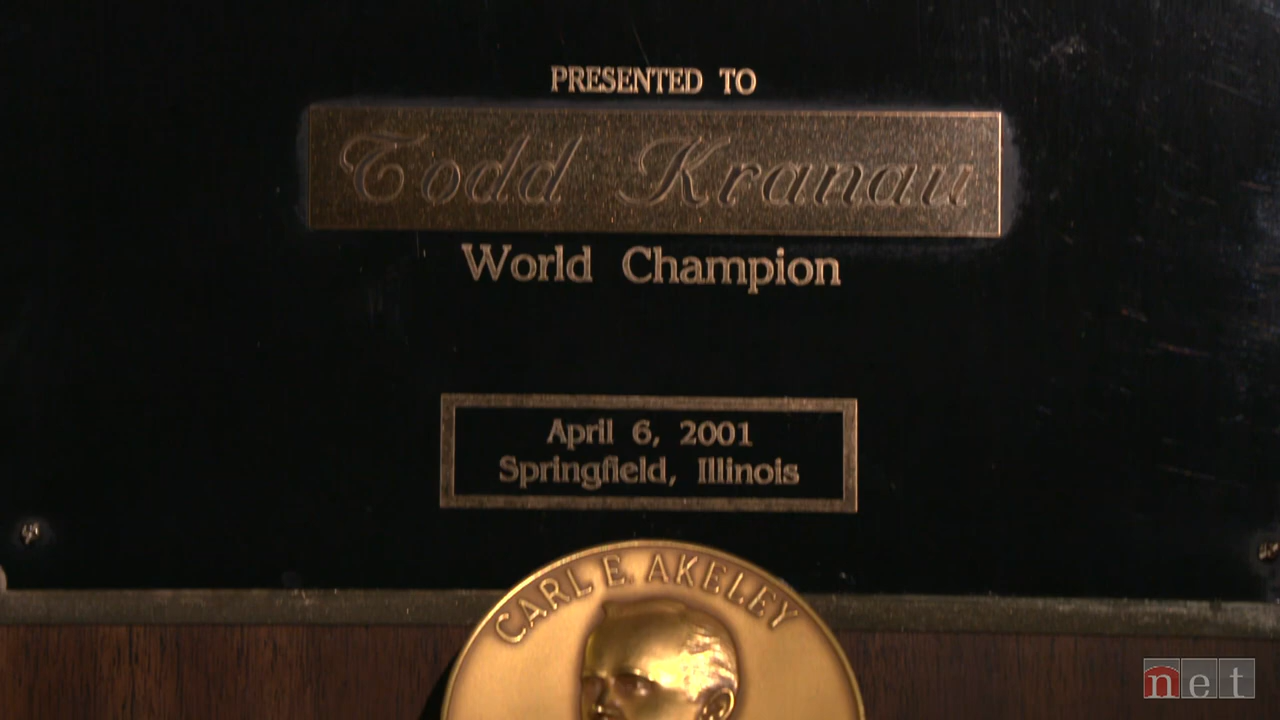 PRESENTED TO
Todd Kranau
World Champion
April 6, 2001
Springfield, Illinois
CARL E. AKELEY
net